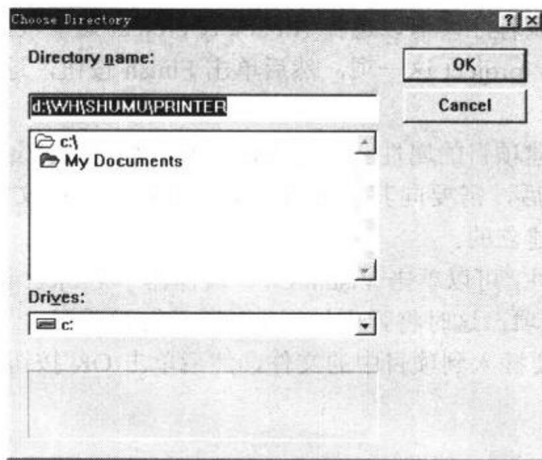 Choose Directory
Directory name:
OK
d:\WH\SHUMU\PRINTER
Cancel
c:\
My Documents
Drives:
c: